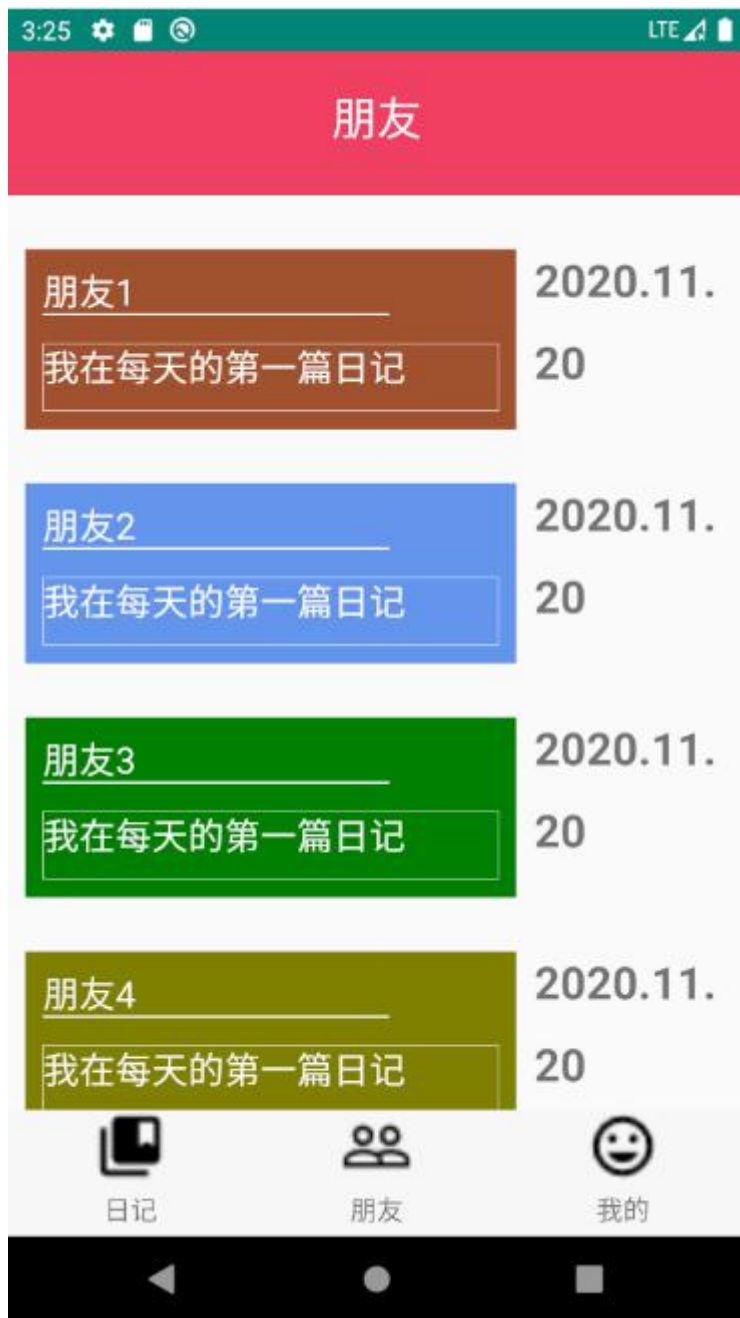 3:25
LTE
朋友
朋友1
2020.11.
20
我在每天的第一篇日记
朋友2
2020.11.
20
我在每天的第一篇日记
朋友3
2020.11.
20
我在每天的第一篇日记
朋友4
2020.11.
20
我在每天的第一篇日记
日记
朋友
我的